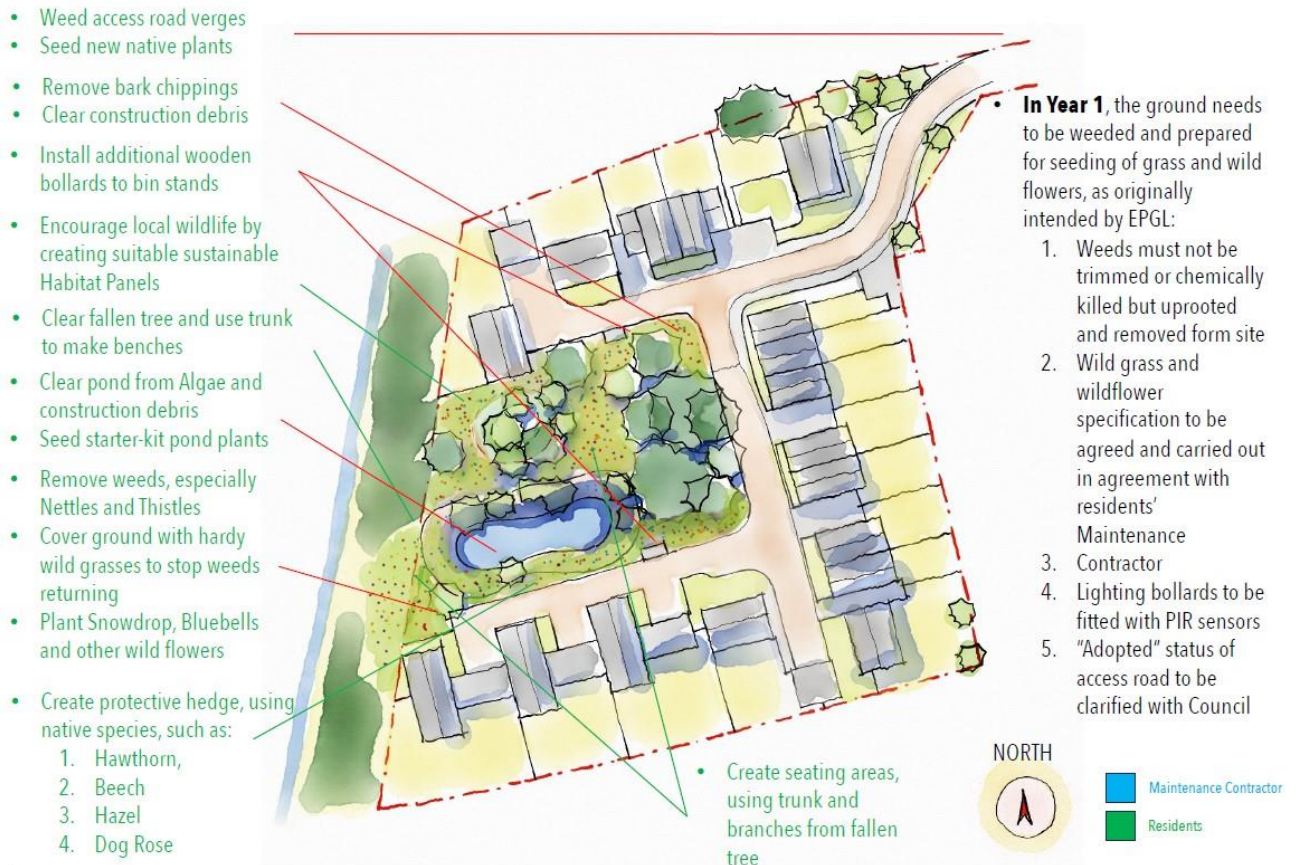 • Weed access road verges
• Seed new native plants
• Remove bark chippings
• Clear construction debris
• Install additional wooden
bollards to bin stands
• Encourage local wildlife by
creating suitable sustainable
Habitat Panels
• Clear fallen tree and use trunk
to make benches
• Clear pond from Algae and
construction debris
• Seed starter-kit pond plants
• Remove weeds, especially
Nettles and Thistles
• Cover ground with hardy
wild grasses to stop weeds
returning
• Plant Snowdrop, Bluebells
and other wild flowers
• Create protective hedge, using
native species, such as:
1. Hawthorn,
2. Beech
3. Hazel
4. Dog Rose
• Create seating areas,
using trunk and
branches from fallen
tree
• In Year 1, the ground needs
to be weeded and prepared
for seeding of grass and wild
flowers, as originally
intended by EPGL:
1. Weeds must not be
trimmed or chemically
killed but uprooted
and removed form site
2. Wild grass and
wildflower
specification to be
agreed and carried out
in agreement with
residents'
Maintenance
3. Contractor
4. Lighting bollards to be
fitted with PIR sensors
5. "Adopted" status of
access road to be
clarified with Council
NORTH
Maintenance Contractor
Residents